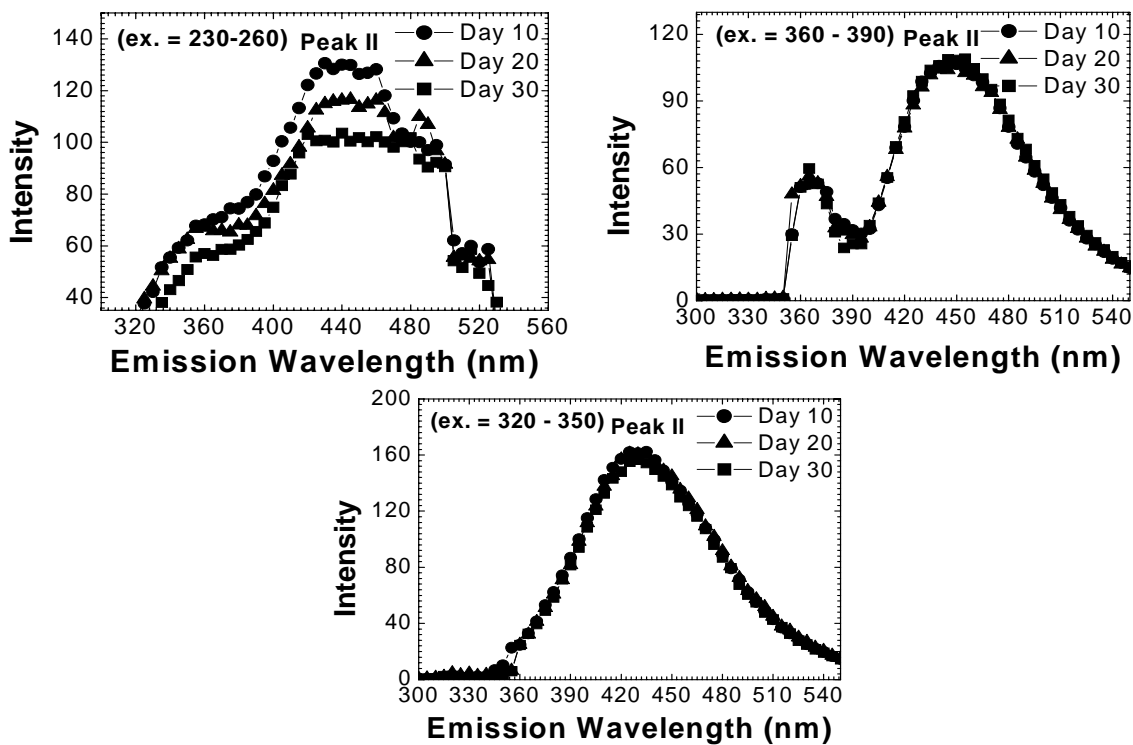 (ex. = 230-260) Peak II
Day 10
Day 20
Day 30
140
120
100
80
60
40
Intensity
320 360 400 440 480 520 560
Emission Wavelength (nm)
(ex. = 360 - 390) Peak II
Day 10
Day 20
Day 30
120
90
60
30
0
Intensity
300 330 360 390 420 450 480 510 540
Emission Wavelength (nm)
(ex. = 320 - 350) Peak II
Day 10
Day 20
Day 30
200
160
120
80
40
0
Intensity
300 330 360 390 420 450 480 510 540
Emission Wavelength (nm)